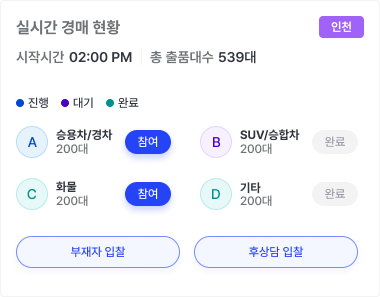 실시간 경매 현황 인천
시작시간 02:00 PM 총 출품대수 539대
진행 대기 완료
A 승용차/경차 200대 참여
B SUV/승합차 200대 완료
C 화물 200대 참여
D 기타 200대 완료
부재자 입찰 후상담 입찰